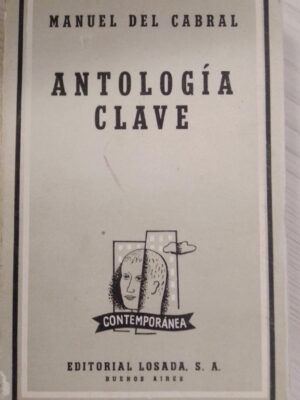 MANUEL DEL CABRAL
ANTOLOGÍA
CLAVE
CONTEMPORÁNEA
EDITORIAL LOSADA, S. A.
BUENOS AIRES